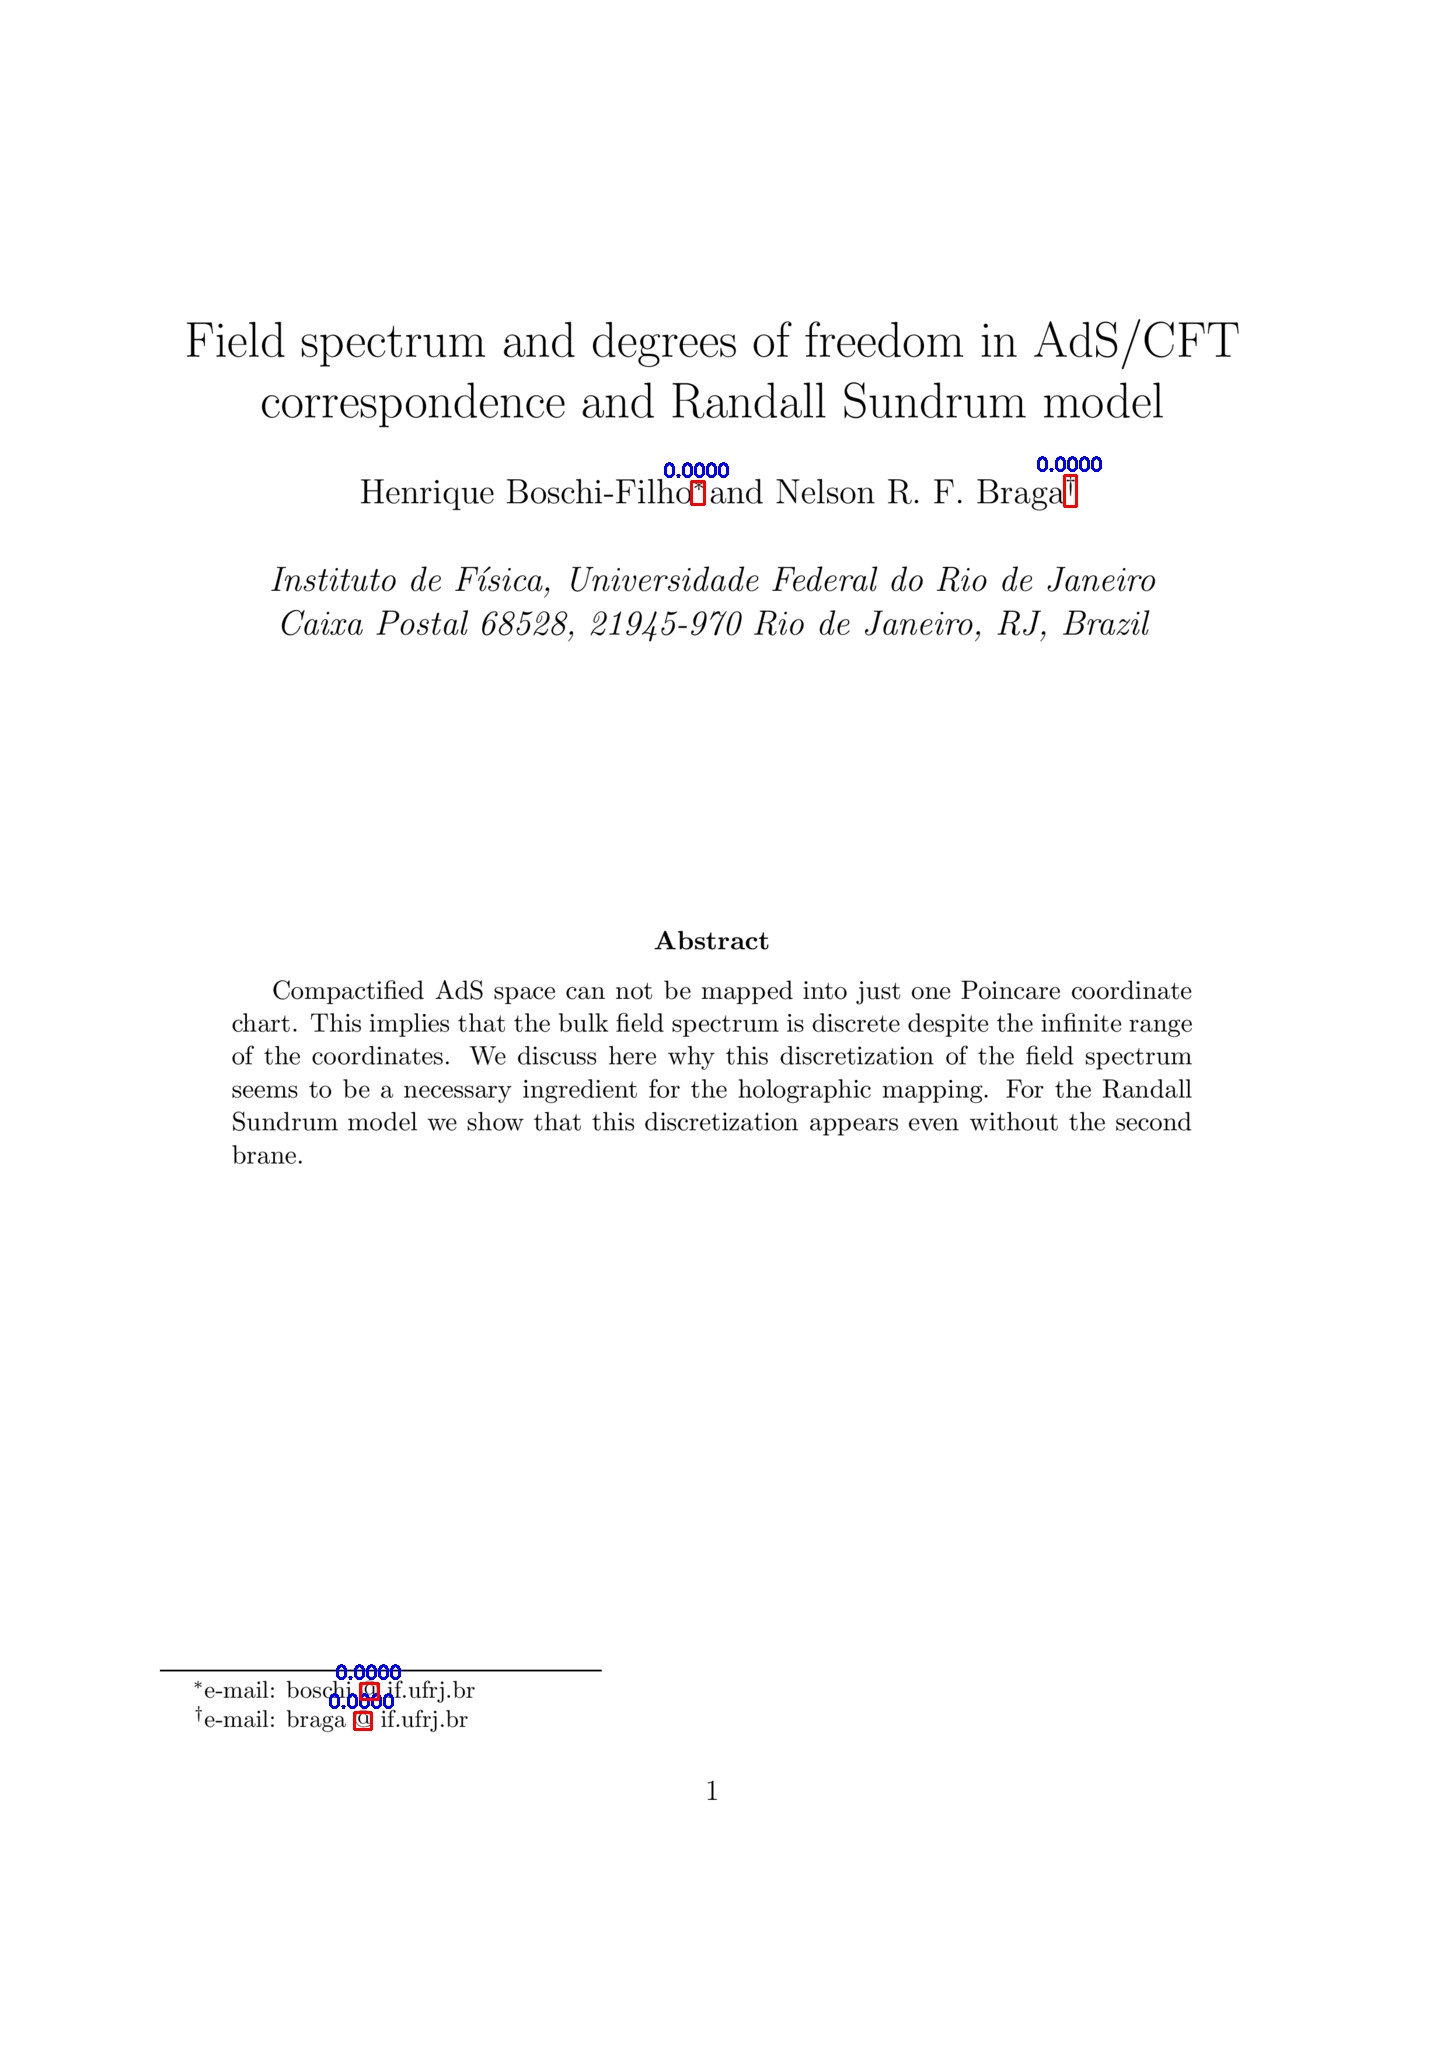 Field spectrum and degrees of freedom in AdS/CFT
correspondence and Randall Sundrum model
0.0000
0.0000
Henrique Boschi-Filho* and Nelson R. F. Braga†
Instituto de Física, Universidade Federal do Rio de Janeiro
Caixa Postal 68528, 21945-970 Rio de Janeiro, RJ, Brazil
Abstract
Compactified AdS space can not be mapped into just one Poincare coordinate
chart. This implies that the bulk field spectrum is discrete despite the infinite range
of the coordinates. We discuss here why this discretization of the field spectrum
seems to be a necessary ingredient for the holographic mapping. For the Randall
Sundrum model we show that this discretization appears even without the second
brane.
0.0000
*e-mail: boschi @ if.ufrj.br
0.0000
†e-mail: braga @ if.ufrj.br
1